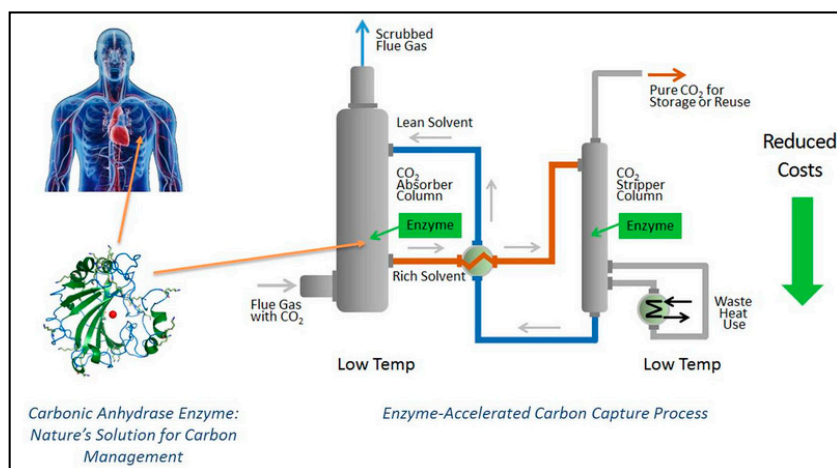 Scrubbed
Flue Gas
Lean Solvent
CO₂
Absorber
Column
Enzyme
Rich Solvent
Flue Gas
with CO₂
Low Temp
Pure CO₂ for
Storage or Reuse
CO₂
Stripper
Column
Enzyme
Waste
Heat
Use
Low Temp
Reduced
Costs
Carbonic Anhydrase Enzyme:
Nature's Solution for Carbon
Management
Enzyme-Accelerated Carbon Capture Process